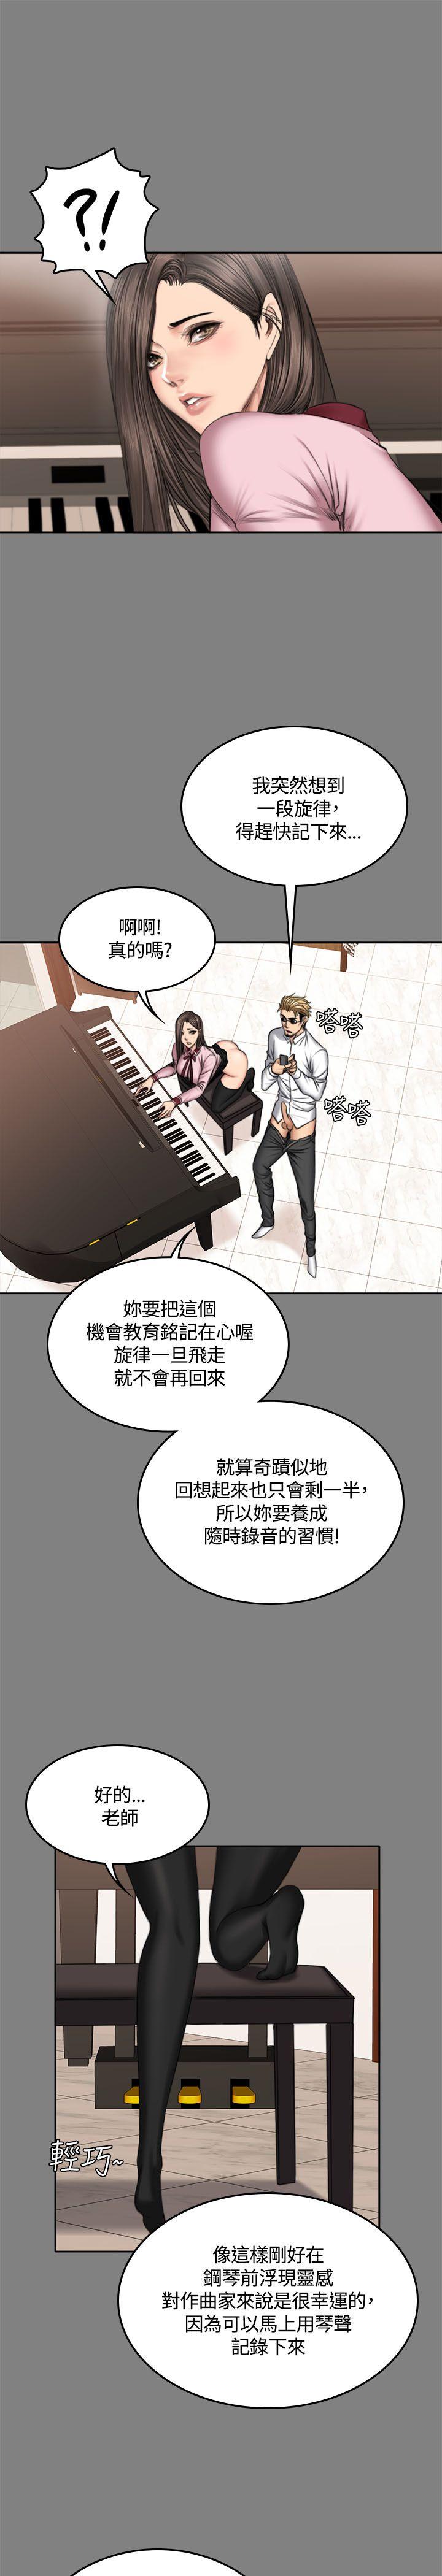 ?!
我突然想到
一段旋律,
得趕快記下來...
啊啊!
真的嗎?
嗒嗒
嗒嗒
妳要把這個
機會教育銘記在心喔
旋律一旦飛走
就不會再回來
就算奇蹟似地
回想起來也只會剩一半,
所以妳要養成
隨時錄音的習慣!
好的...
老師
輕巧~
像這樣剛好在
鋼琴前浮現靈感
對作曲家來說是很幸運的,
因為可以馬上用琴聲
記錄下來